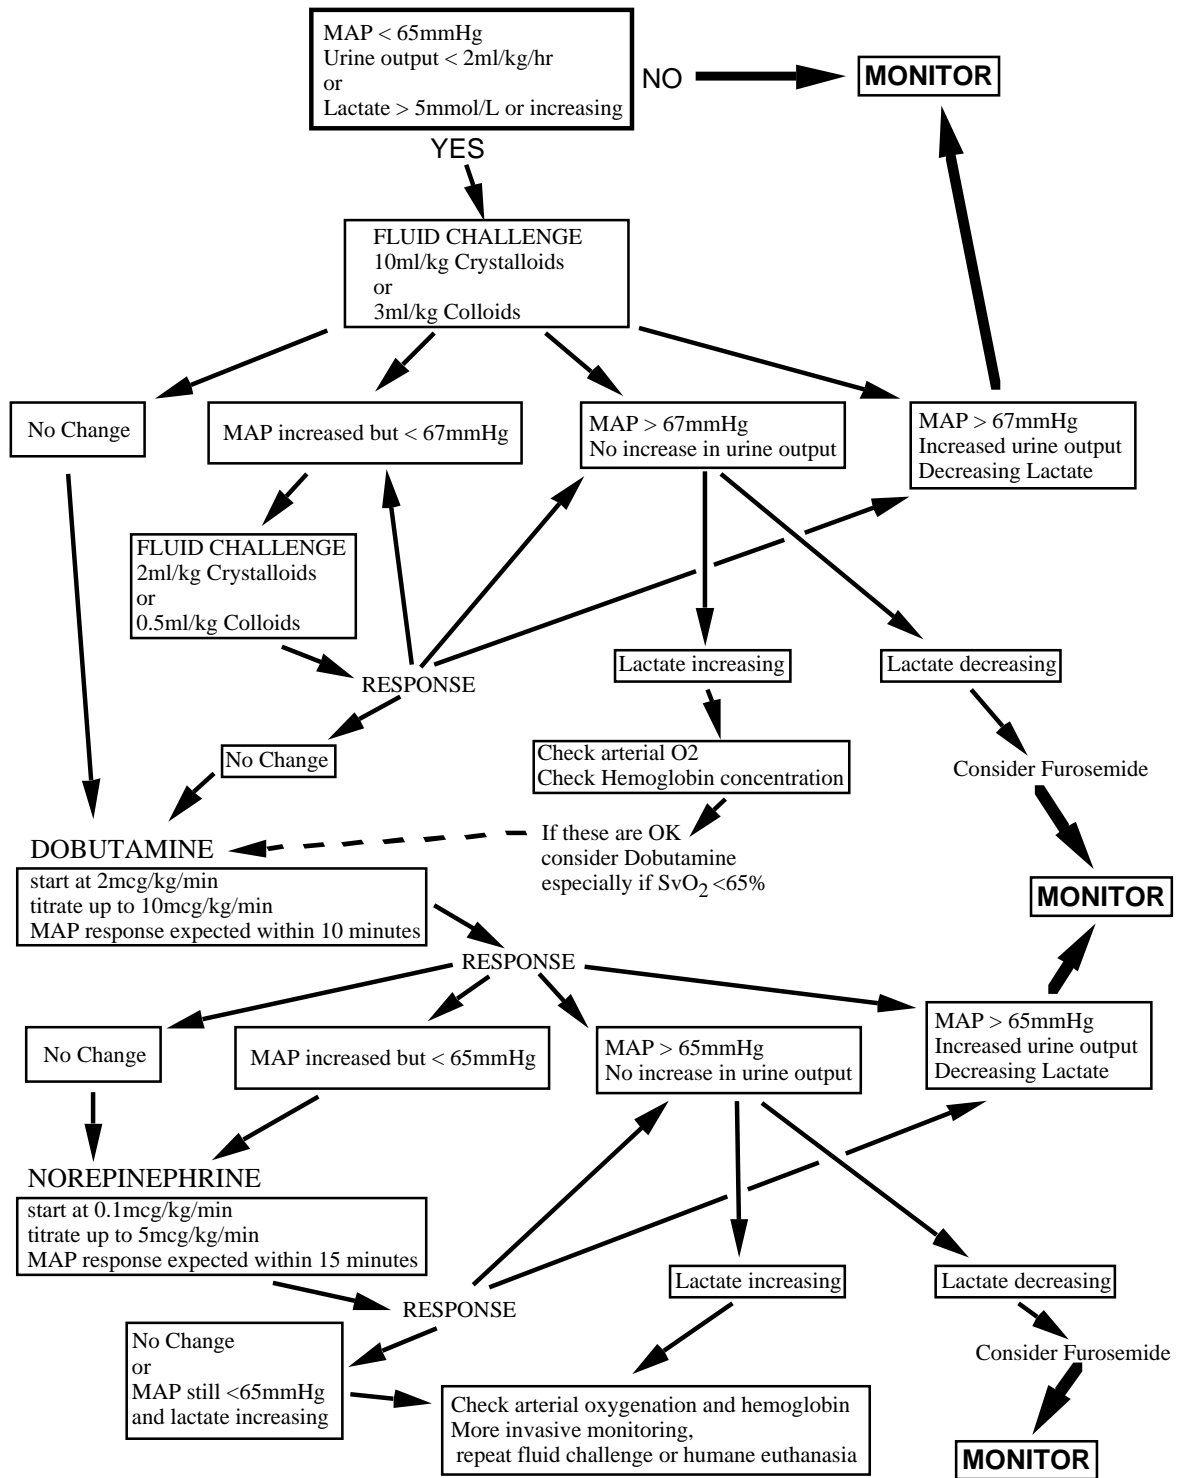 MAP < 65mmHg
Urine output < 2ml/kg/hr
or
Lactate > 5mmol/L or increasing
NO
MONITOR
YES
FLUID CHALLENGE
10ml/kg Crystalloids
or
3ml/kg Colloids
No Change
MAP increased but < 67mmHg
MAP > 67mmHg
No increase in urine output
MAP > 67mmHg
Increased urine output
Decreasing Lactate
FLUID CHALLENGE
2ml/kg Crystalloids
or
0.5ml/kg Colloids
RESPONSE
Lactate increasing
Lactate decreasing
No Change
Check arterial O2
Check Hemoglobin concentration
Consider Furosemide
If these are OK
consider Dobutamine
especially if SvO2 <65%
MONITOR
DOBUTAMINE
start at 2mcg/kg/min
titrate up to 10mcg/kg/min
MAP response expected within 10 minutes
RESPONSE
No Change
MAP increased but < 65mmHg
MAP > 65mmHg
No increase in urine output
MAP > 65mmHg
Increased urine output
Decreasing Lactate
NOREPINEPHRINE
start at 0.1mcg/kg/min
titrate up to 5mcg/kg/min
MAP response expected within 15 minutes
RESPONSE
Lactate increasing
Lactate decreasing
No Change
or
MAP still <65mmHg
and lactate increasing
Consider Furosemide
Check arterial oxygenation and hemoglobin
More invasive monitoring,
repeat fluid challenge or humane euthanasia
MONITOR